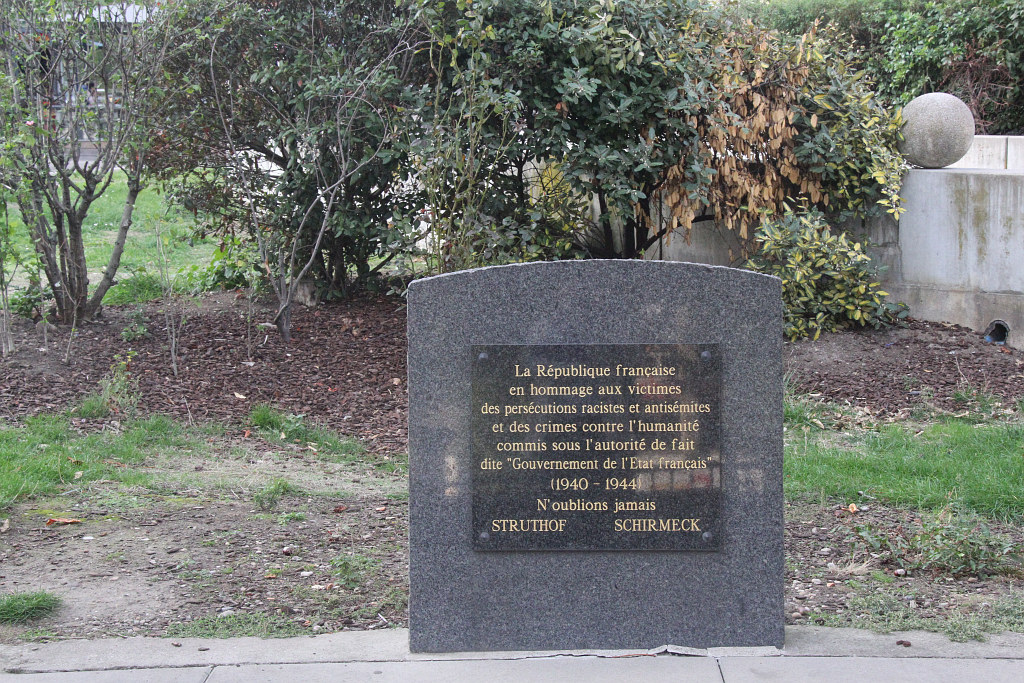 La République française
en hommage aux victimes
des persécutions racistes et antisémites
et des crimes contre l'humanité
commis sous l'autorité de fait
dite "Gouvernement de l'Etat français"
(1940 - 1944)
N'oublions jamais
STRUTHOF SCHIRMECK